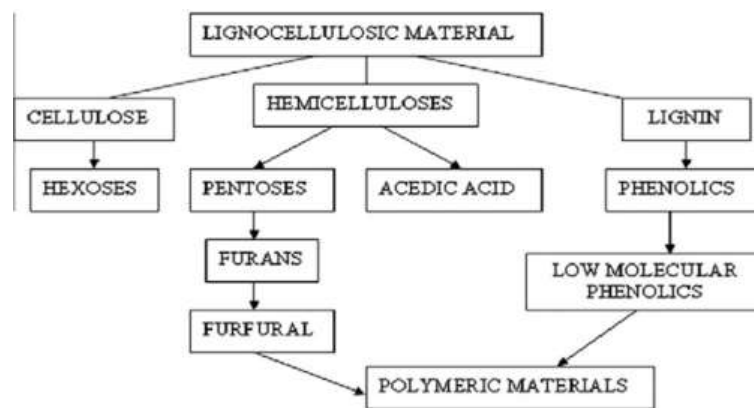 LIGNOCELLULOSIC MATERIAL
CELLULOSE
HEMICELLULOSES
LIGNIN
HEXOSES
PENTOSES
ACEDIC ACID
PHENOLICS
FURANS
LOW MOLECULAR
PHENOLICS
FURFURAL
POLYMERIC MATERIALS